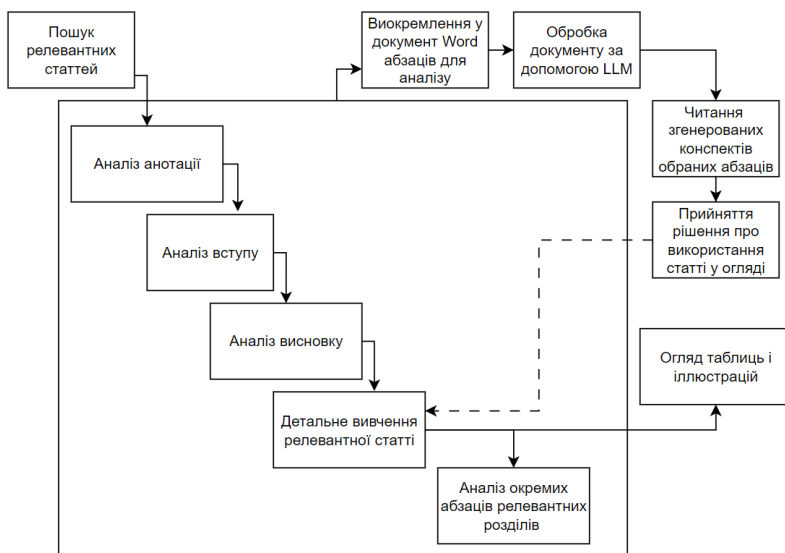 Пошук
релевантних
статтей
Виокремлення у
документ Word
абзаців для
аналізу
Обробка
документу за
допомогою LLM
Читання
згенерованих
конспектів
обраних абзаців
Прийняття
рішення про
використання
статті у огляді
Аналіз анотації
Аналіз вступу
Аналіз висновку
Детальне вивчення
релевантної статті
Огляд таблиць і
іллюстрацій
Аналіз окремих
абзаців релевантних
розділів